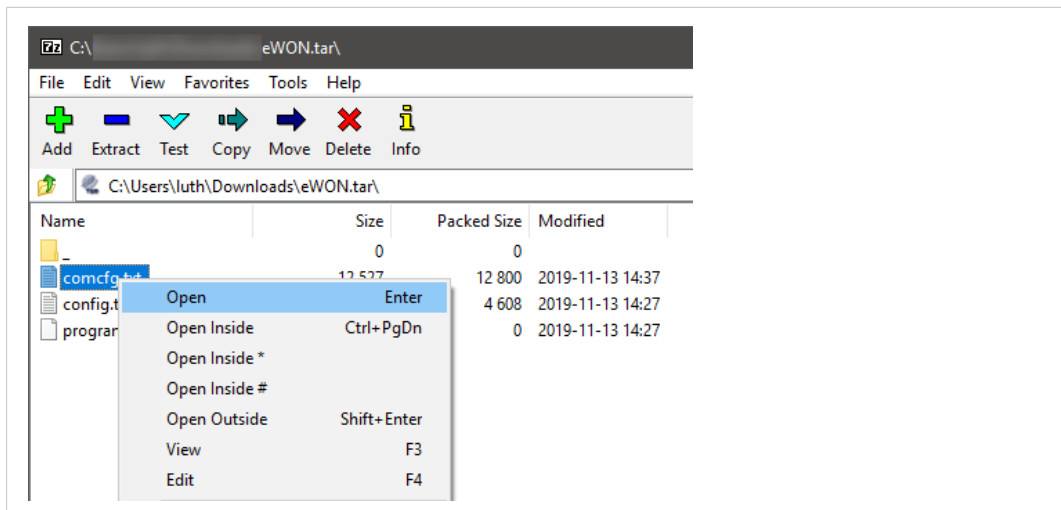 7z C:\ eWON.tar\
File Edit View Favorites Tools Help
Add Extract Test Copy Move Delete Info
C:\Users\luth\Downloads\eWON.tar\
Name Size Packed Size Modified
_ 0 0
comcfg.txt 12 527 12 800 2019-11-13 14:37
config.t 4 608 2019-11-13 14:27
program 0 2019-11-13 14:27
Open Enter
Open Inside Ctrl+PgDn
Open Inside *
Open Inside #
Open Outside Shift+Enter
View F3
Edit F4